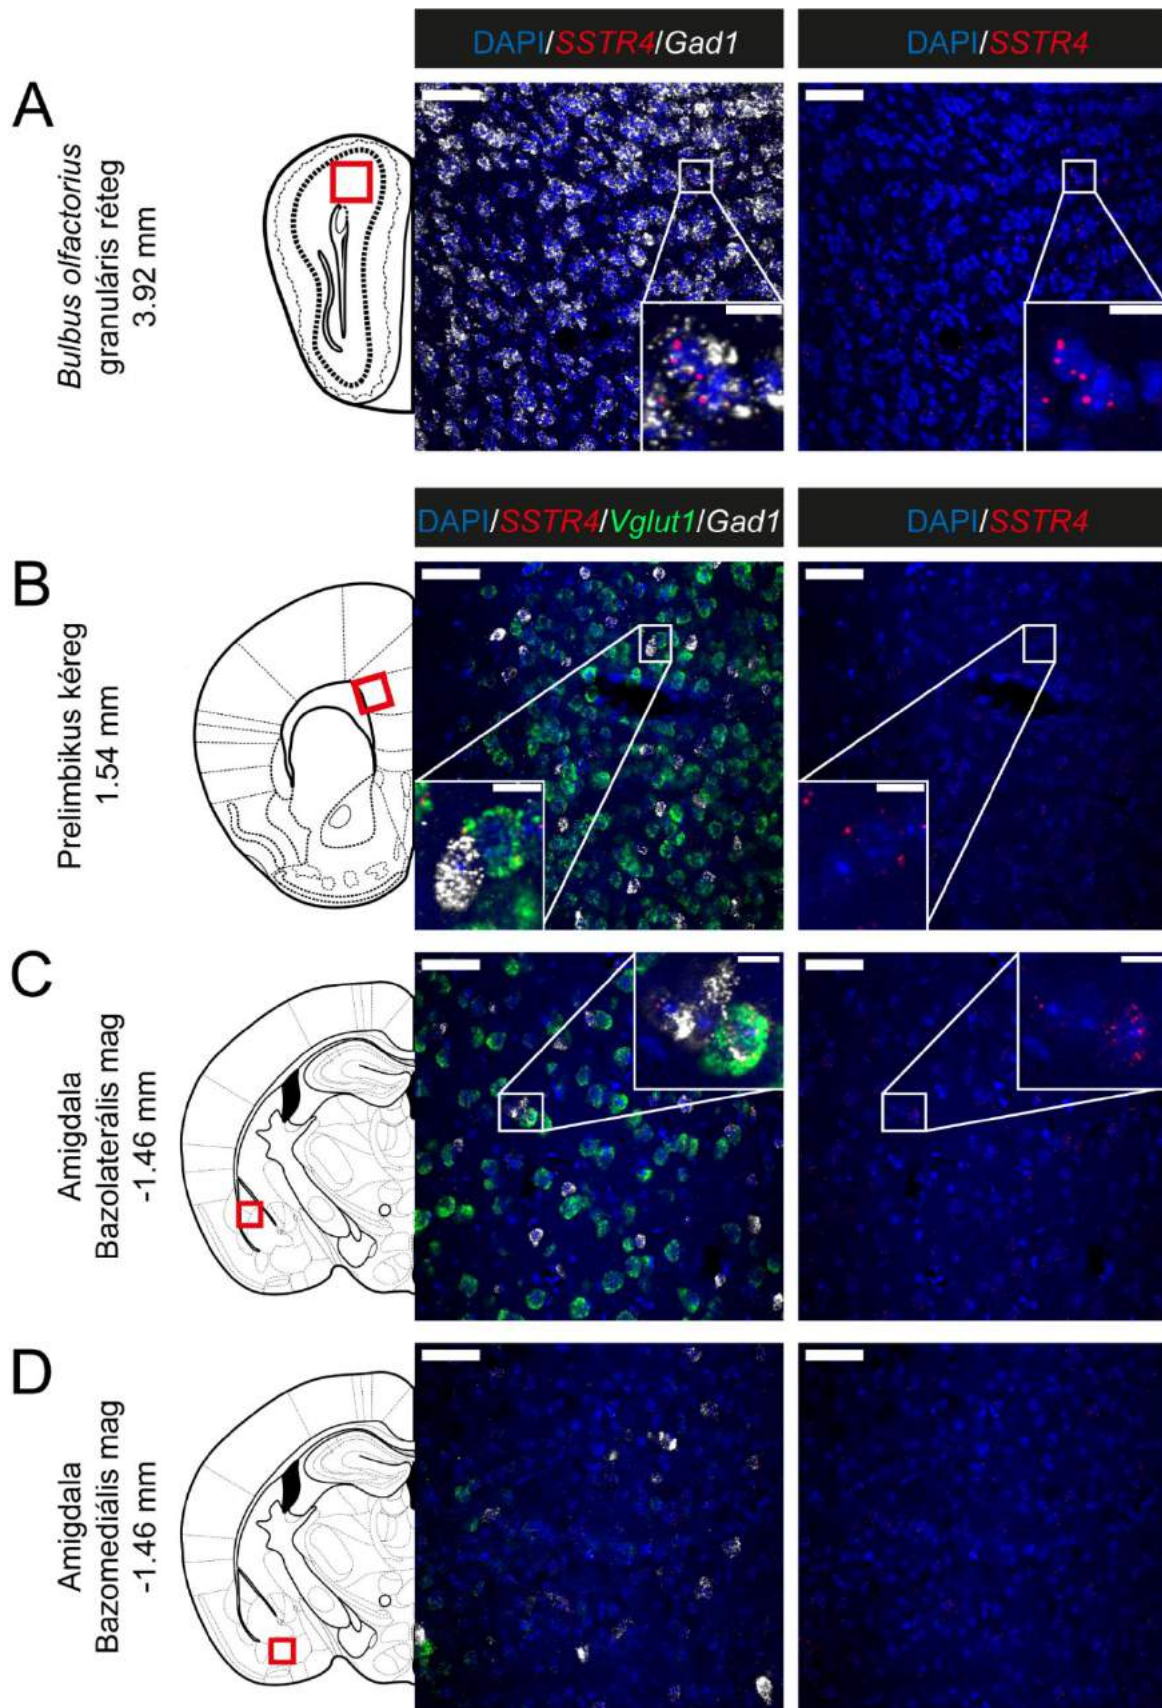 DAPI/SSTR4/Gad1
DAPI/SSTR4
A
Bulbus olfactorius
granuláris réteg
3.92 mm
DAPI/SSTR4/Vglut1/Gad1
DAPI/SSTR4
B
Prelimbikus kéreg
1.54 mm
C
Amigdala
Bazolaterális mag
-1.46 mm
D
Amigdala
Bazomediális mag
-1.46 mm